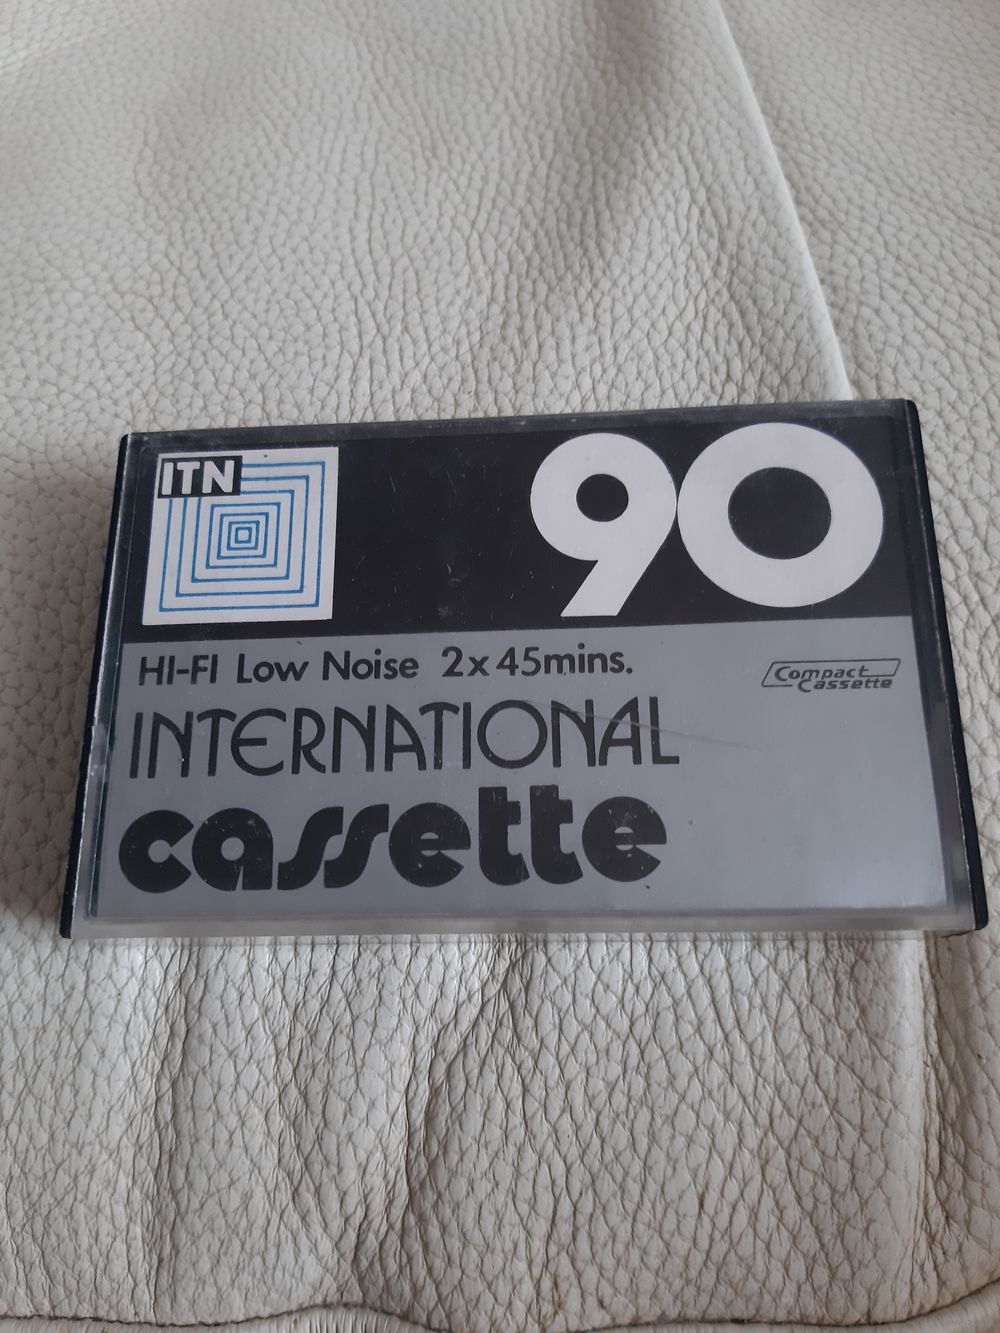 ITN
90
HI-FI Low Noise 2x45mins.
Compact
Cassette
INTERNATIONAL
cassette